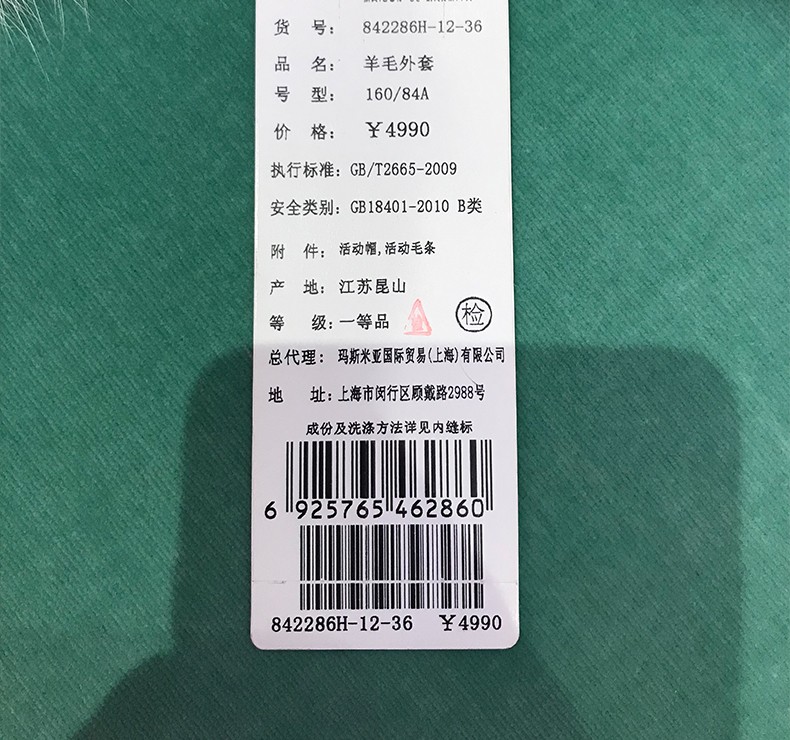 货 号: 842286H-12-36
品 名: 羊毛外套
号 型: 160/84A
价 格: ¥4990
执行标准: GB/T2665-2009
安全类别: GB18401-2010 B类
附 件: 活动帽,活动毛条
产 地: 江苏昆山
等 级: 一等品 检
总代理: 玛斯米亚国际贸易(上海)有限公司
地 址: 上海市闵行区顾戴路2988号
成份及洗涤方法详见内缝标
6 925765 462860
842286H-12-36 ¥4990